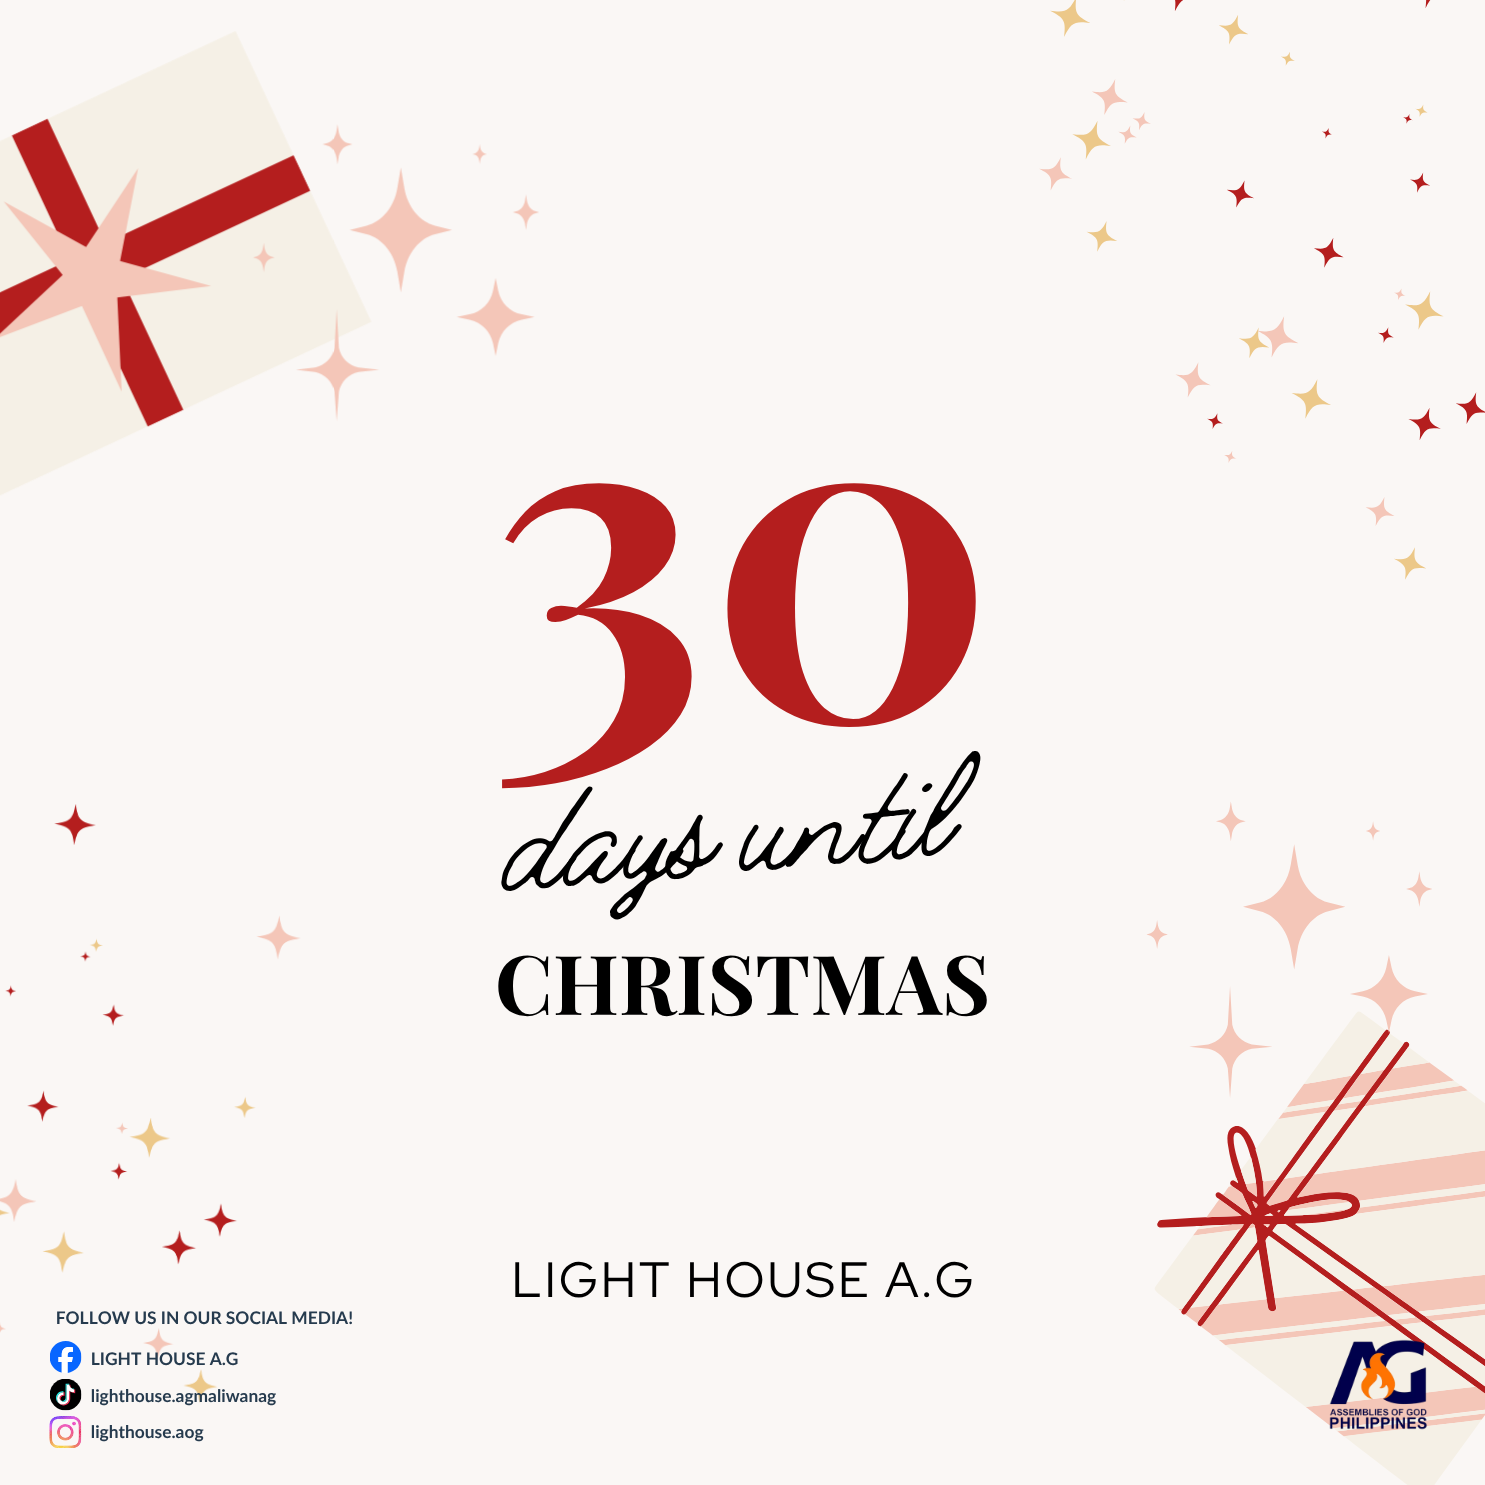 30
days until
CHRISTMAS
LIGHT HOUSE A.G
FOLLOW US IN OUR SOCIAL MEDIA!
LIGHT HOUSE A.G
lighthouse.agmaliwanag
lighthouse.aog
AG
ASSEMBLIES OF GOD
PHILIPPINES